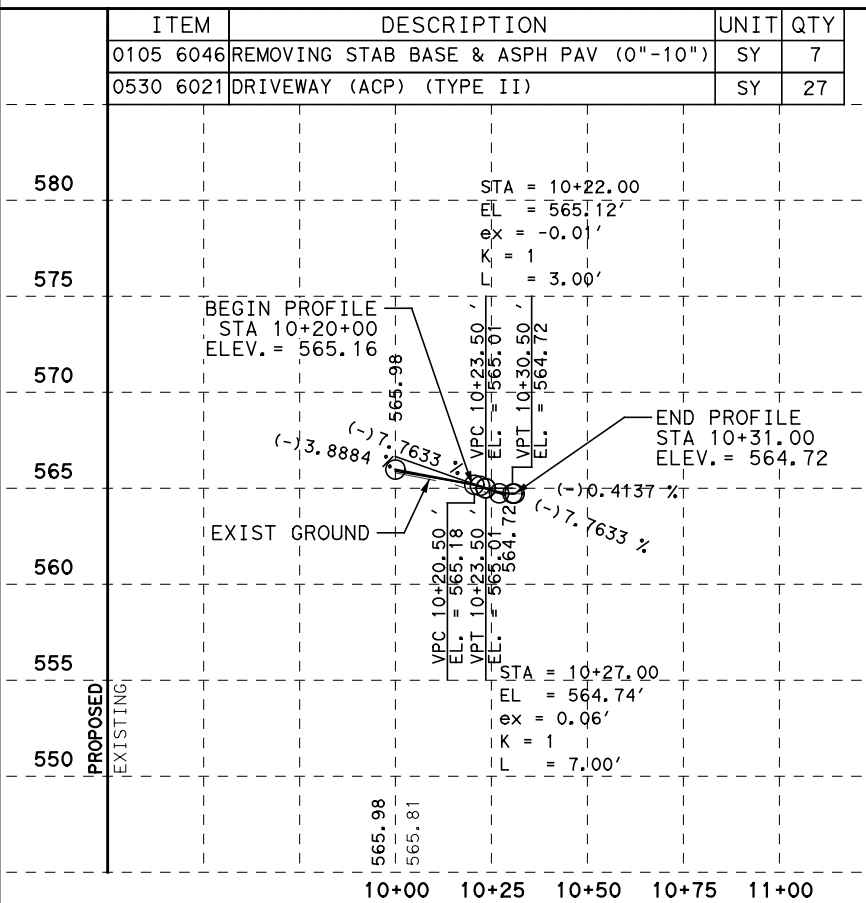 ITEM DESCRIPTION UNIT QTY
0105 6046 REMOVING STAB BASE & ASPH PAV (0"-10") SY 7
0530 6021 DRIVEWAY (ACP) (TYPE II) SY 27
580
STA = 10+22.00
EL = 565.12'
ex = -0.01'
K = 1
L = 3.00'
575
BEGIN PROFILE
STA 10+20+00
ELEV.= 565.16
VPC 10+23.50 '
EL. = 565.01
VPT 10+30.50 '
EL. = 564.72
570
565.98
END PROFILE
STA 10+31.00
ELEV.= 564.72
(-)3.8884 %
(-)7.7633 %
565
(-)0.4137 %
(-)7.7633 %
EXIST GROUND
564.72
560
VPC 10+20.50 '
EL. = 565.18
VPT 10+23.50 '
EL. = 565.01
555
STA = 10+27.00
EL = 564.74'
ex = 0.06'
K = 1
L = 7.00'
550
PROPOSED
EXISTING
565.98
565.81
10+00 10+25 10+50 10+75 11+00